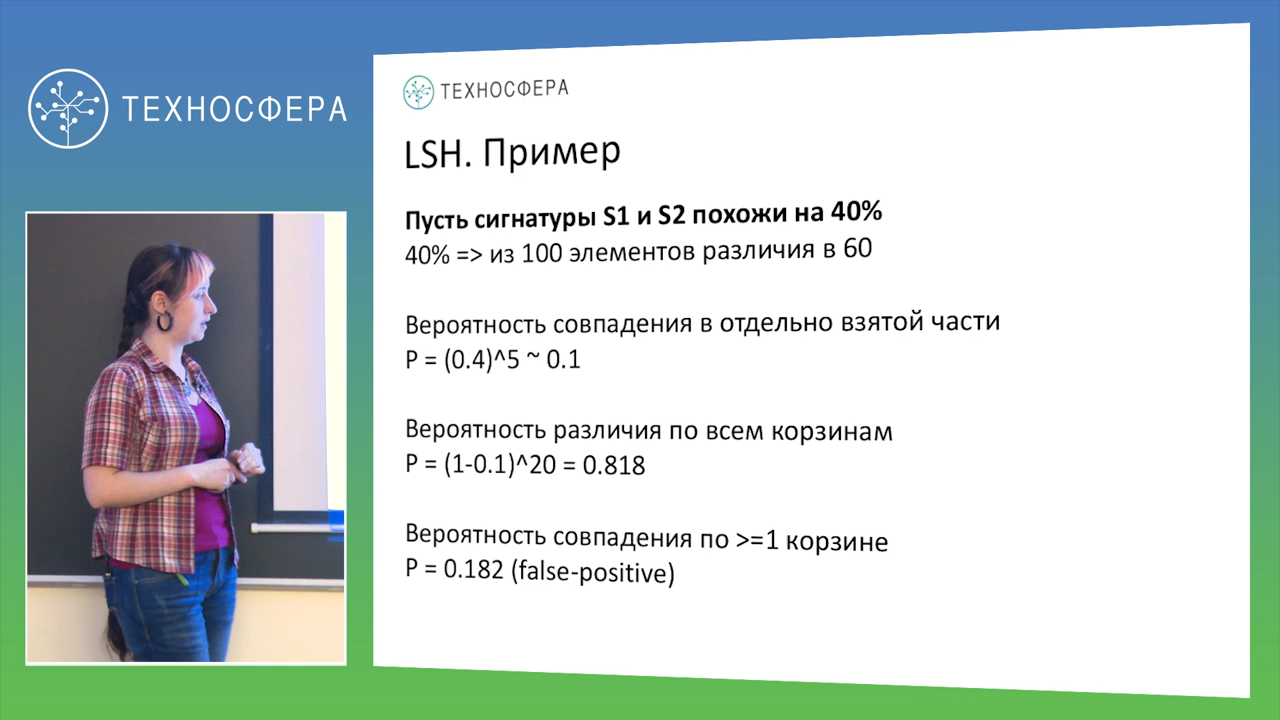 ТЕХНОСФЕРА
ТЕХНОСФЕРА
LSH. Пример
Пусть сигнатуры S1 и S2 похожи на 40%
40% => из 100 элементов различия в 60
Вероятность совпадения в отдельно взятой части
P = (0.4)^5 ~ 0.1
Вероятность различия по всем корзинам
P = (1-0.1)^20 = 0.818
Вероятность совпадения по >=1 корзине
P = 0.182 (false-positive)